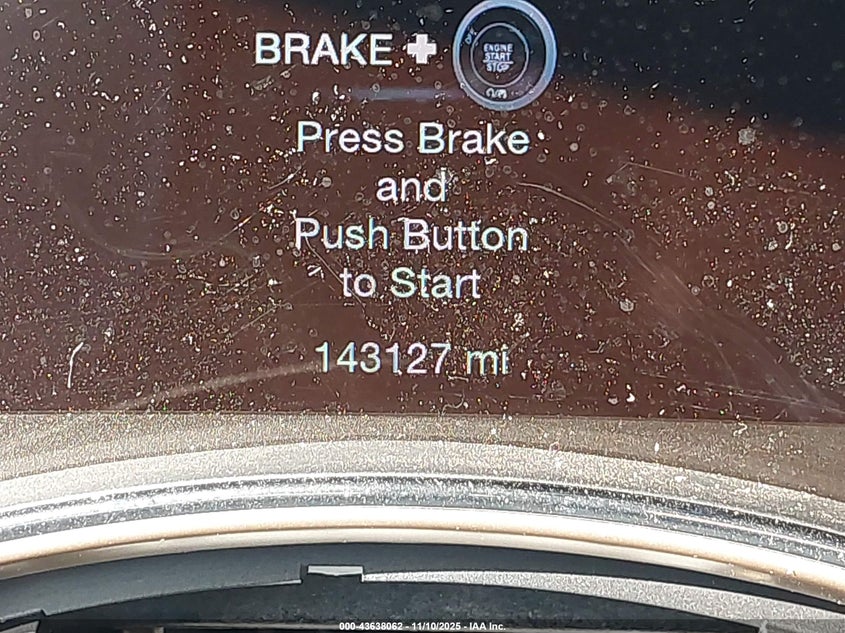 BRAKE + ENGINE START STOP
Press Brake
and
Push Button
to Start
143127 mi
000-43638062 - 11/10/2025 - IAA Inc.